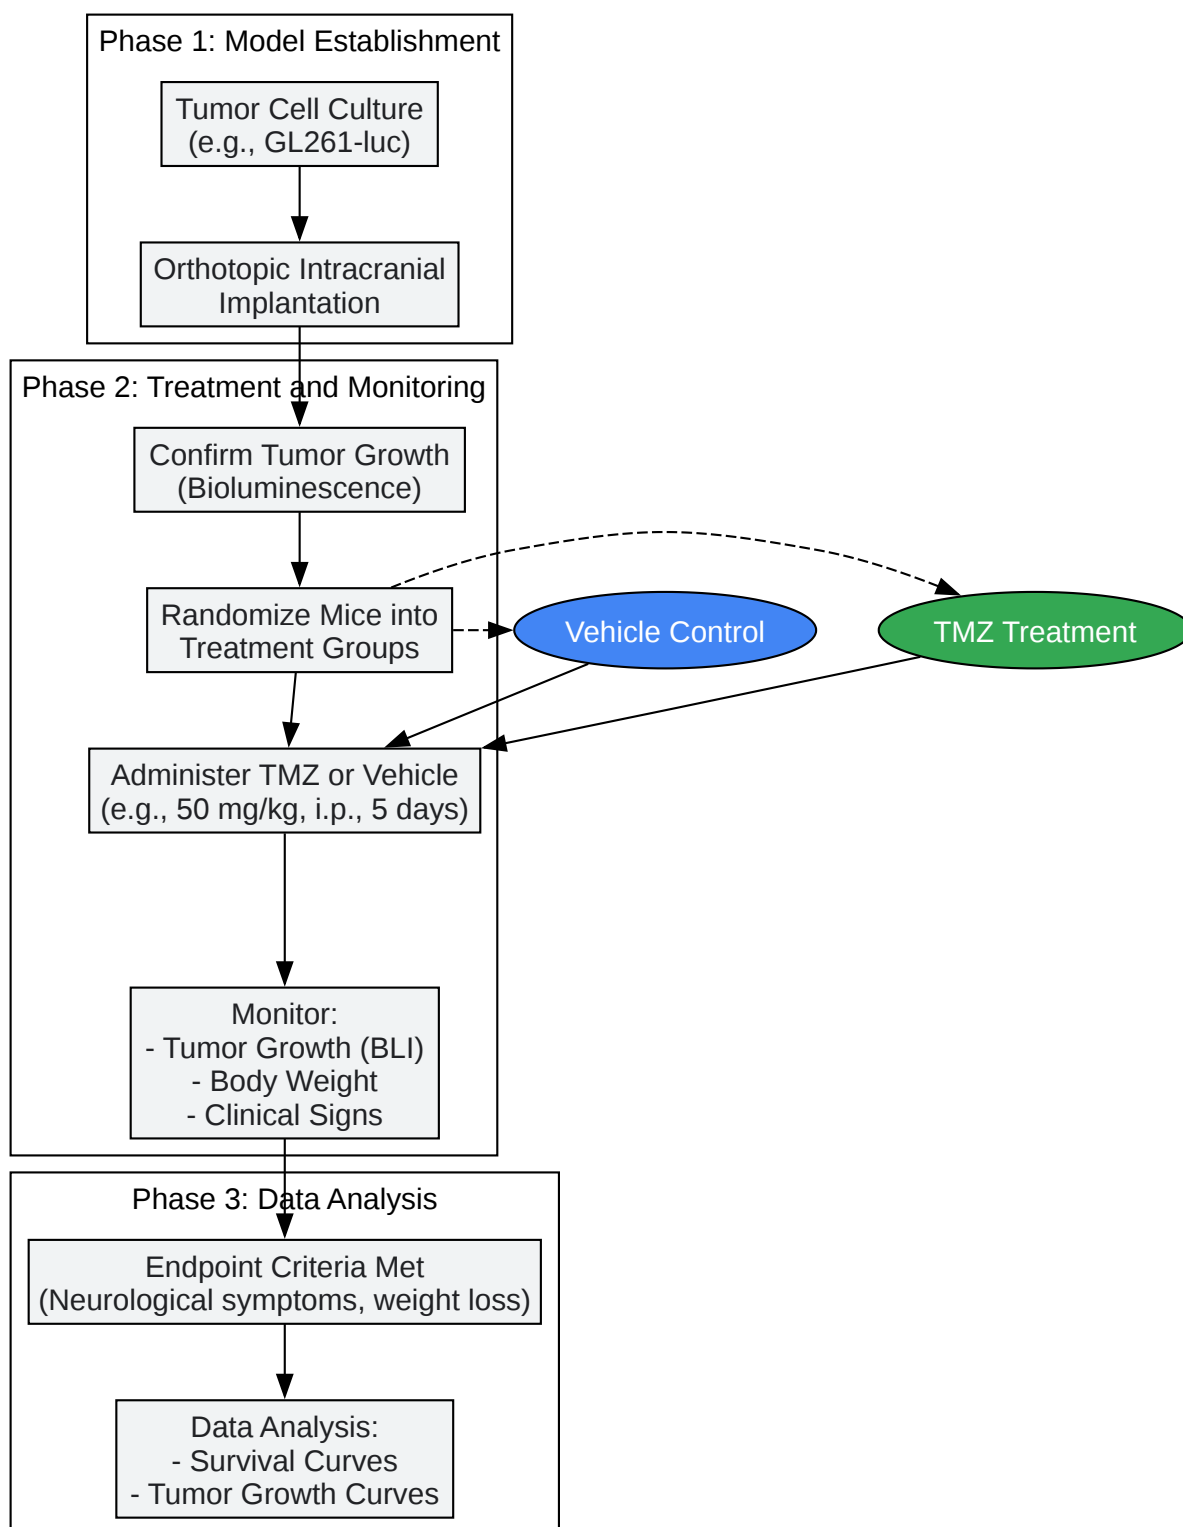 Phase 1: Model Establishment
Tumor Cell Culture
(e.g., GL261-luc)
Orthotopic Intracranial
Implantation
Phase 2: Treatment and Monitoring
Confirm Tumor Growth
(Bioluminescence)
Randomize Mice into
Treatment Groups
Vehicle Control
TMZ Treatment
Administer TMZ or Vehicle
(e.g., 50 mg/kg, i.p., 5 days)
Monitor:
- Tumor Growth (BLI)
- Body Weight
- Clinical Signs
Phase 3: Data Analysis
Endpoint Criteria Met
(Neurological symptoms, weight loss)
Data Analysis:
- Survival Curves
- Tumor Growth Curves